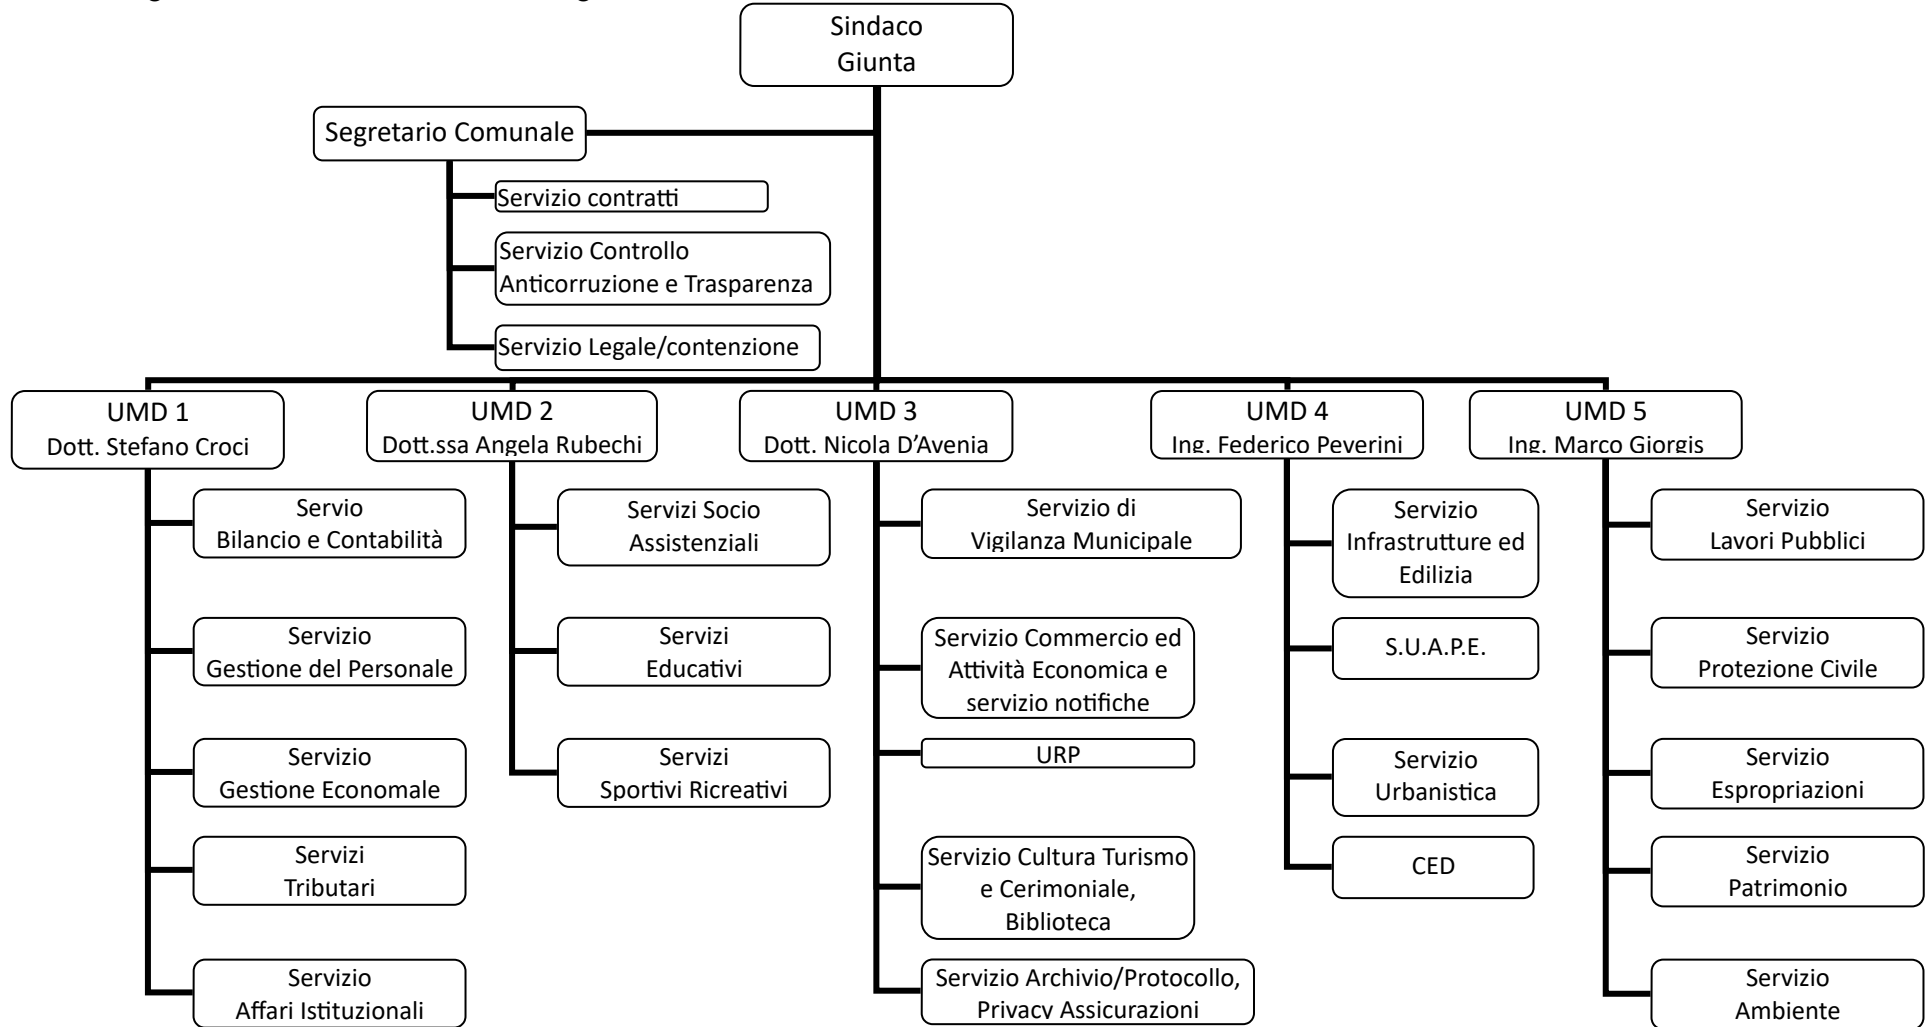 Sindaco
Giunta
Segretario Comunale
Servizio contratti
Servizio Controllo
Anticorruzione e Trasparenza
Servizio Legale/contenzione
UMD 1
Dott. Stefano Croci
UMD 2
Dott.ssa Angela Rubechi
UMD 3
Dott. Nicola D’Avenia
UMD 4
Ing. Federico Peverini
UMD 5
Ing. Marco Giorgis
Servio
Bilancio e Contabilità
Servizio
Gestione del Personale
Servizio
Gestione Economale
Servizi
Tributari
Servizio
Affari Istituzionali
Servizi Socio
Assistenziali
Servizi
Educativi
Servizi
Sportivi Ricreativi
Servizio di
Vigilanza Municipale
Servizio Commercio ed
Attività Economica e
servizio notifiche
URP
Servizio Cultura Turismo
e Cerimoniale,
Biblioteca
Servizio Archivio/Protocollo,
Privacy Assicurazioni
Servizio
Infrastrutture ed
Edilizia
S.U.A.P.E.
Servizio
Urbanistica
CED
Servizio
Lavori Pubblici
Servizio
Protezione Civile
Servizio
Espropriazioni
Servizio
Patrimonio
Servizio
Ambiente